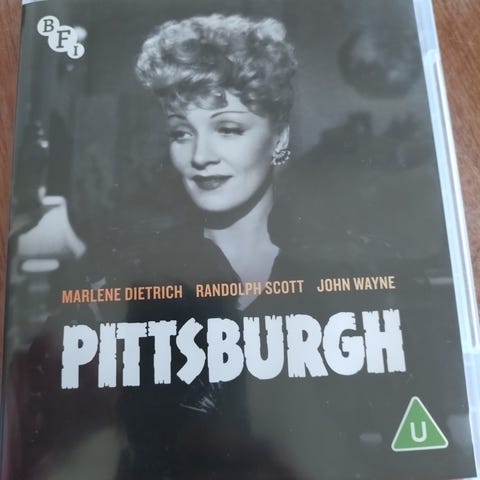 BFI
MARLENE DIETRICH RANDOLPH SCOTT JOHN WAYNE
PITTSBURGH
U